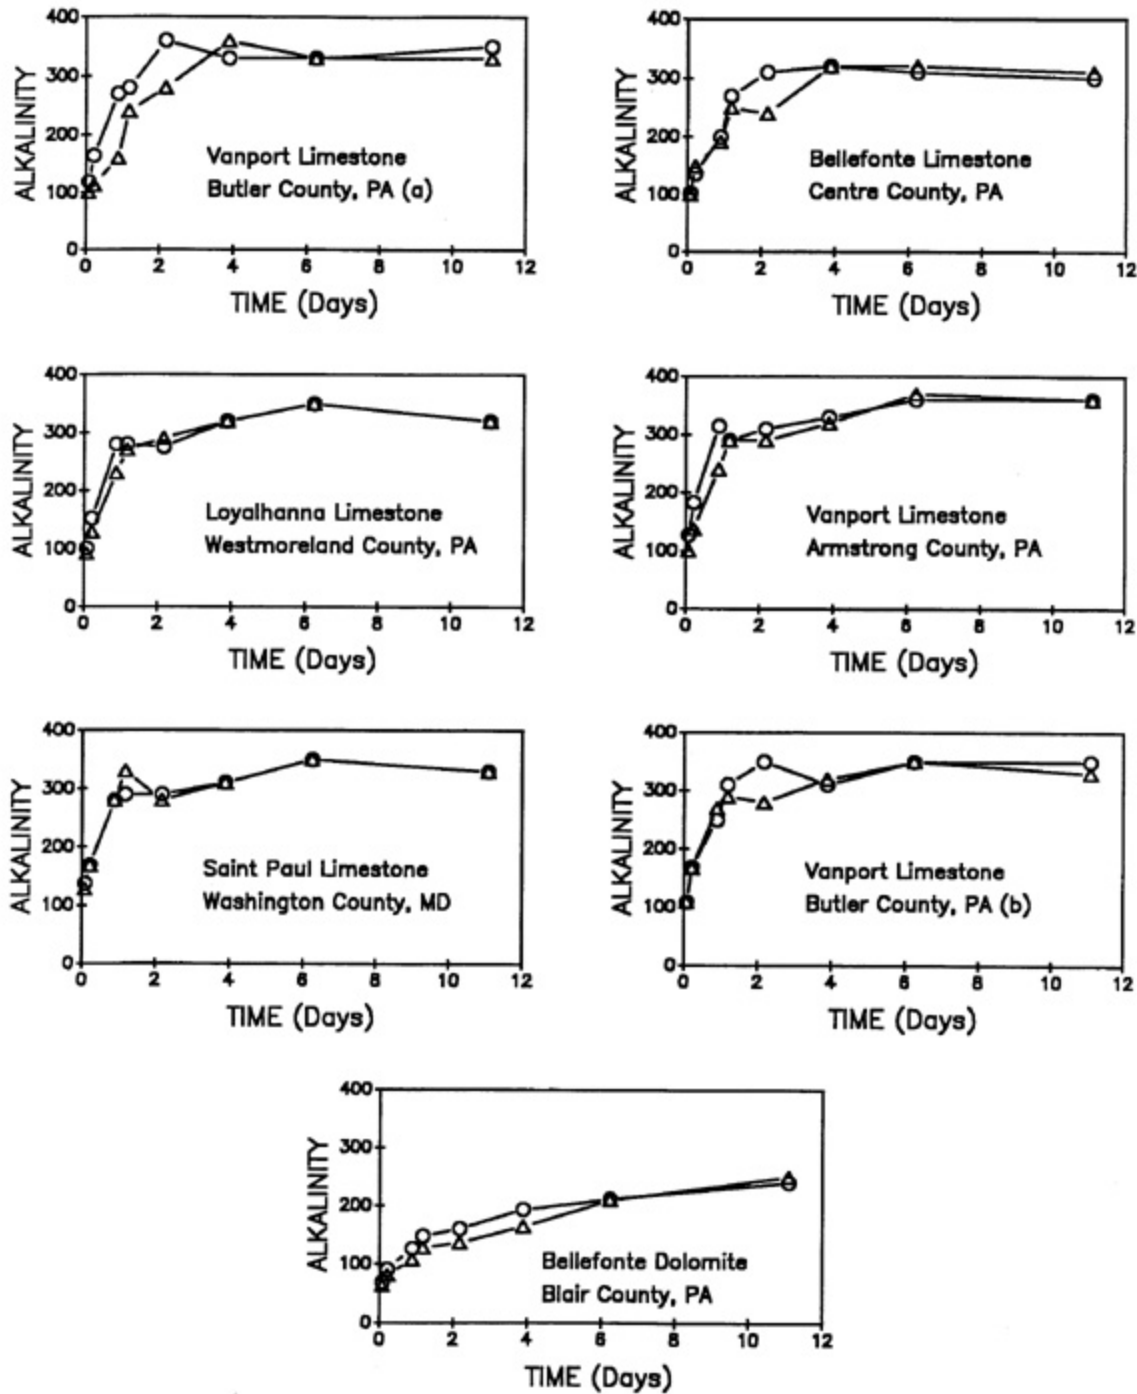 400
300
200
100
0
ALKALINITY
Vanport Limestone
Butler County, PA (a)
0 2 4 6 8 10 12
TIME (Days)
400
300
200
100
0
ALKALINITY
Bellefonte Limestone
Centre County, PA
0 2 4 6 8 10 12
TIME (Days)
400
300
200
100
0
ALKALINITY
Loyalhanna Limestone
Westmoreland County, PA
0 2 4 6 8 10 12
TIME (Days)
400
300
200
100
0
ALKALINITY
Vanport Limestone
Armstrong County, PA
0 2 4 6 8 10 12
TIME (Days)
400
300
200
100
0
ALKALINITY
Saint Paul Limestone
Washington County, MD
0 2 4 6 8 10 12
TIME (Days)
400
300
200
100
0
ALKALINITY
Vanport Limestone
Butler County, PA (b)
0 2 4 6 8 10 12
TIME (Days)
400
300
200
100
0
ALKALINITY
Bellefonte Dolomite
Blair County, PA
0 2 4 6 8 10 12
TIME (Days)